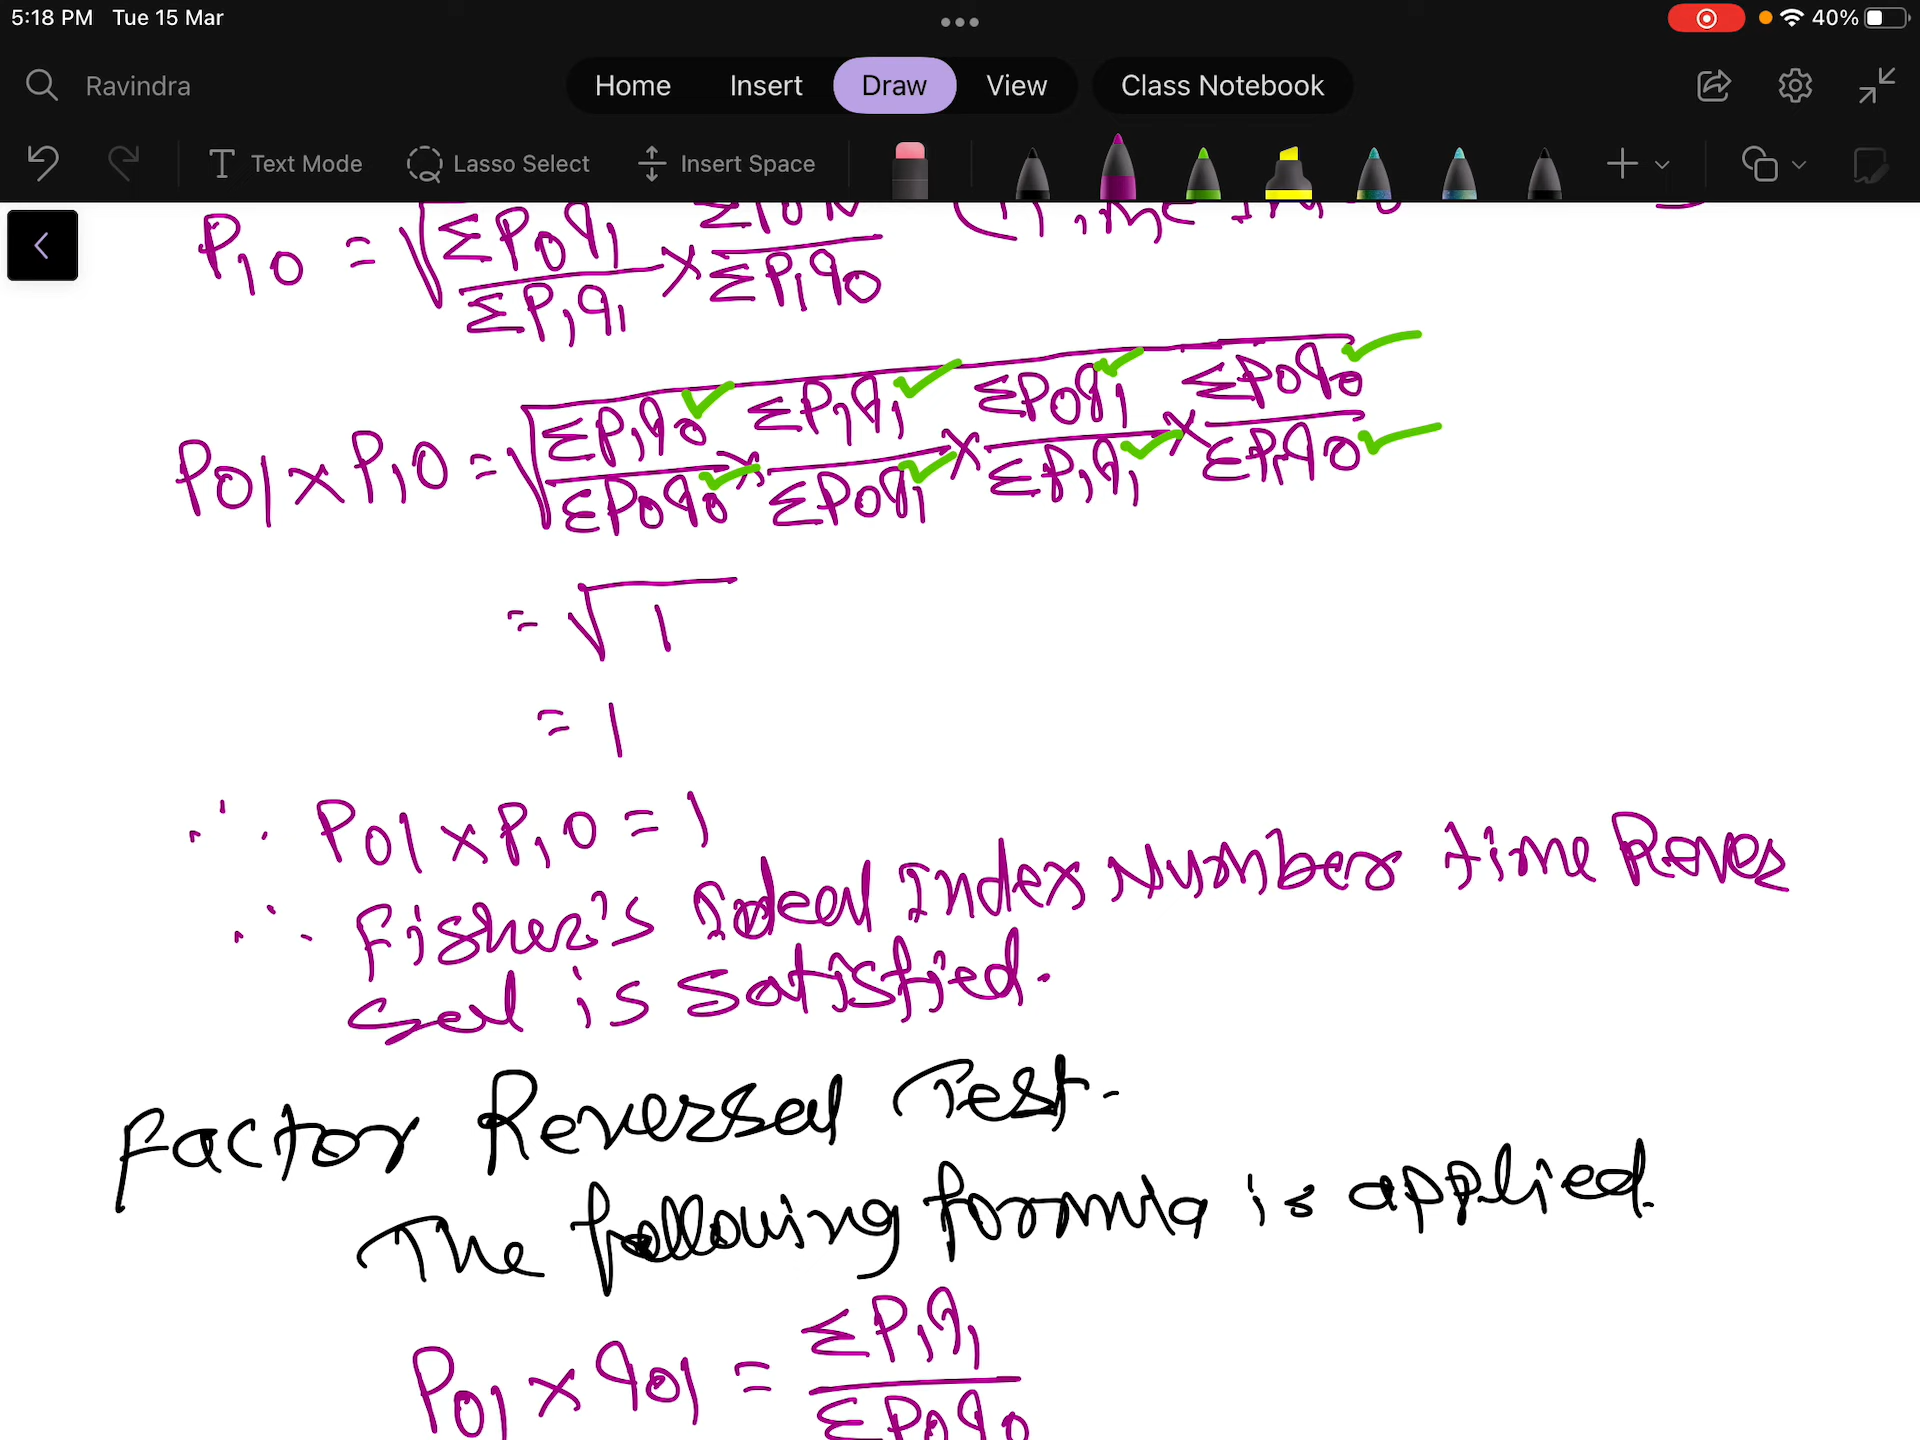 5:18 PM Tue 15 Mar
40%
Ravindra
Home Insert Draw View Class Notebook
Text Mode Lasso Select Insert Space
P10 = √ΣP0q1/ΣP1q1 × /ΣP1q0
P01 × P10 = √ΣP1q0/ΣP0q0 × ΣP1q1/ΣP0q1 × ΣP0q1/ΣP1q1 × ΣP0q0/ΣP1q0
= √1
= 1
∴ P01 × P10 = 1
∴ Fisher's Ideal Index Number time Revers
sal is satisfied.
Factor Reversal Test.
The following formula is applied.
P01 × q01 = ΣP1q1/ΣP0q0